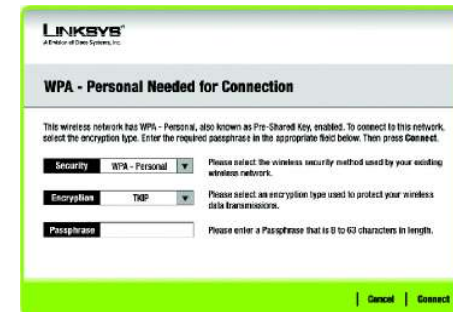 LINKSYS®
A Division of Cisco Systems, Inc.
WPA - Personal Needed for Connection
This wireless network has WPA - Personal, also known as Pre-Shared Key, enabled. To connect to this network,
select the encryption type. Enter the required passphrase in the appropriate field below. Then press Connect.
Security WPA - Personal Please select the wireless security method used by your existing
wireless network.
Encryption TKIP Please select an encryption type used to protect your wireless
data transmissions.
Passphrase Please enter a Passphrase that is 8 to 63 characters in length.
Cancel Connect